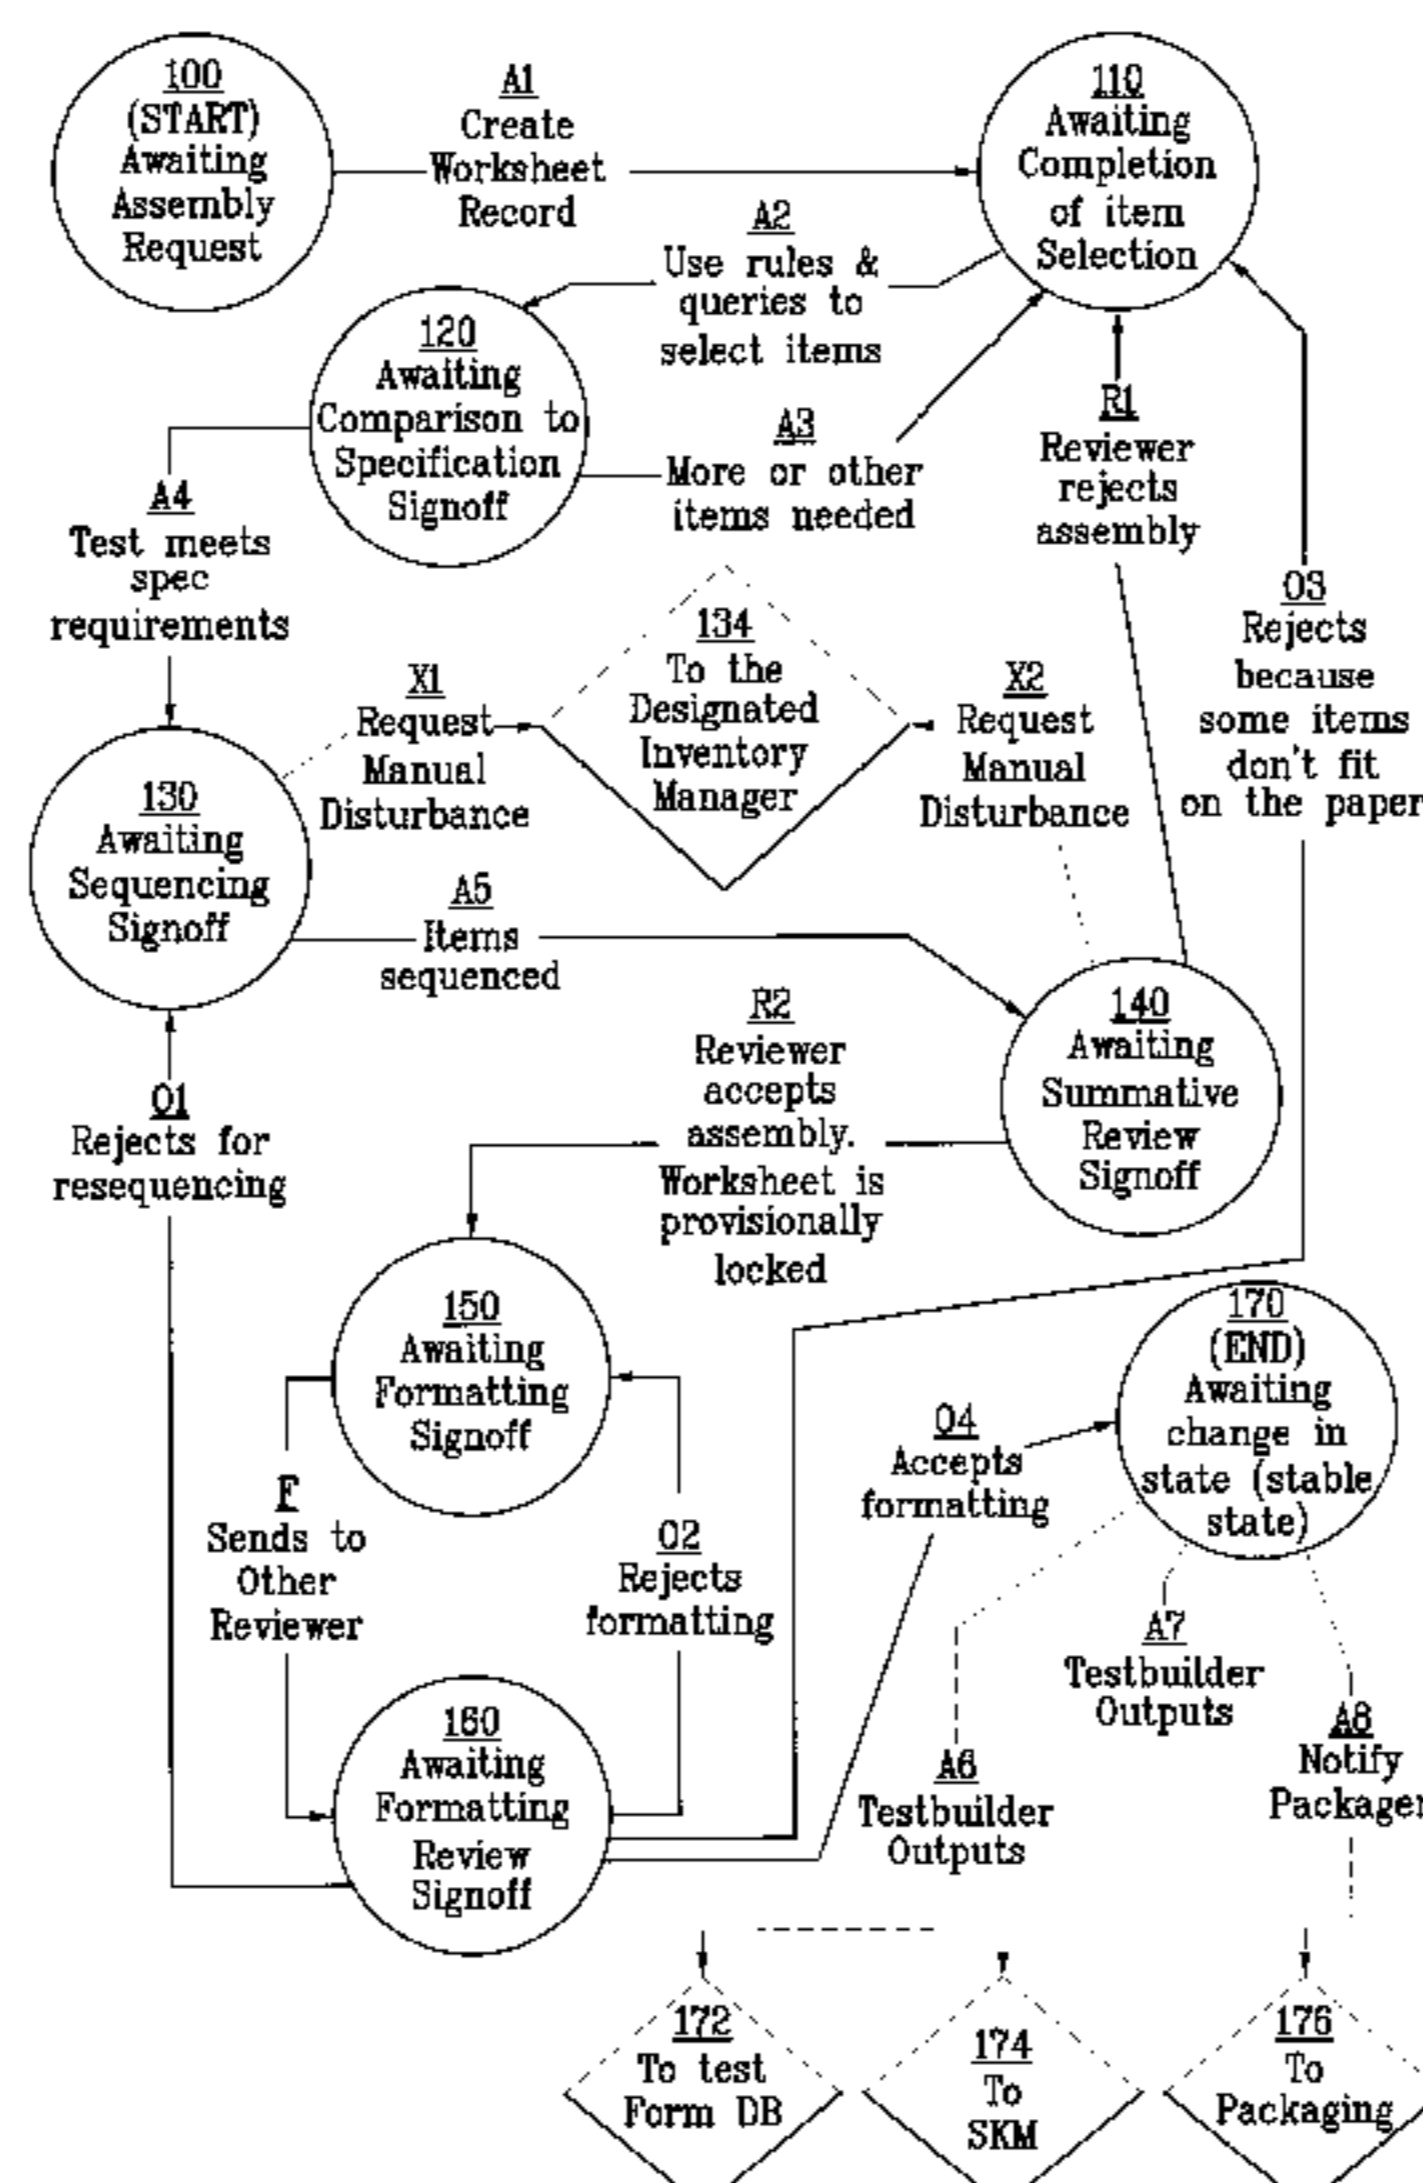 100
(START)
Awaiting
Assembly
Request
A1
Create
Worksheet
Record
110
Awaiting
Completion
of item
Selection
A2
Use rules &
queries to
select items
120
Awaiting
Comparison to
Specification
Signoff
A3
More or other
items needed
R1
Reviewer
rejects
assembly
A4
Test meets
spec
requirements
O3
Rejects
because
some items
don't fit
on the paper
X1
Request
Manual
Disturbance
134
To the
Designated
Inventory
Manager
X2
Request
Manual
Disturbance
130
Awaiting
Sequencing
Signoff
A5
Items
sequenced
140
Awaiting
Summative
Review
Signoff
R2
Reviewer
accepts
assembly.
Worksheet is
provisionally
locked
O1
Rejects for
resequencing
150
Awaiting
Formatting
Signoff
170
(END)
Awaiting
change in
state (stable
state)
O4
Accepts
formatting
F
Sends to
Other
Reviewer
O2
Rejects
formatting
A7
Testbuilder
Outputs
160
Awaiting
Formatting
Review
Signoff
A6
Testbuilder
Outputs
A8
Notify
Packager
172
To test
Form DB
174
To
SKM
176
To
Packaging